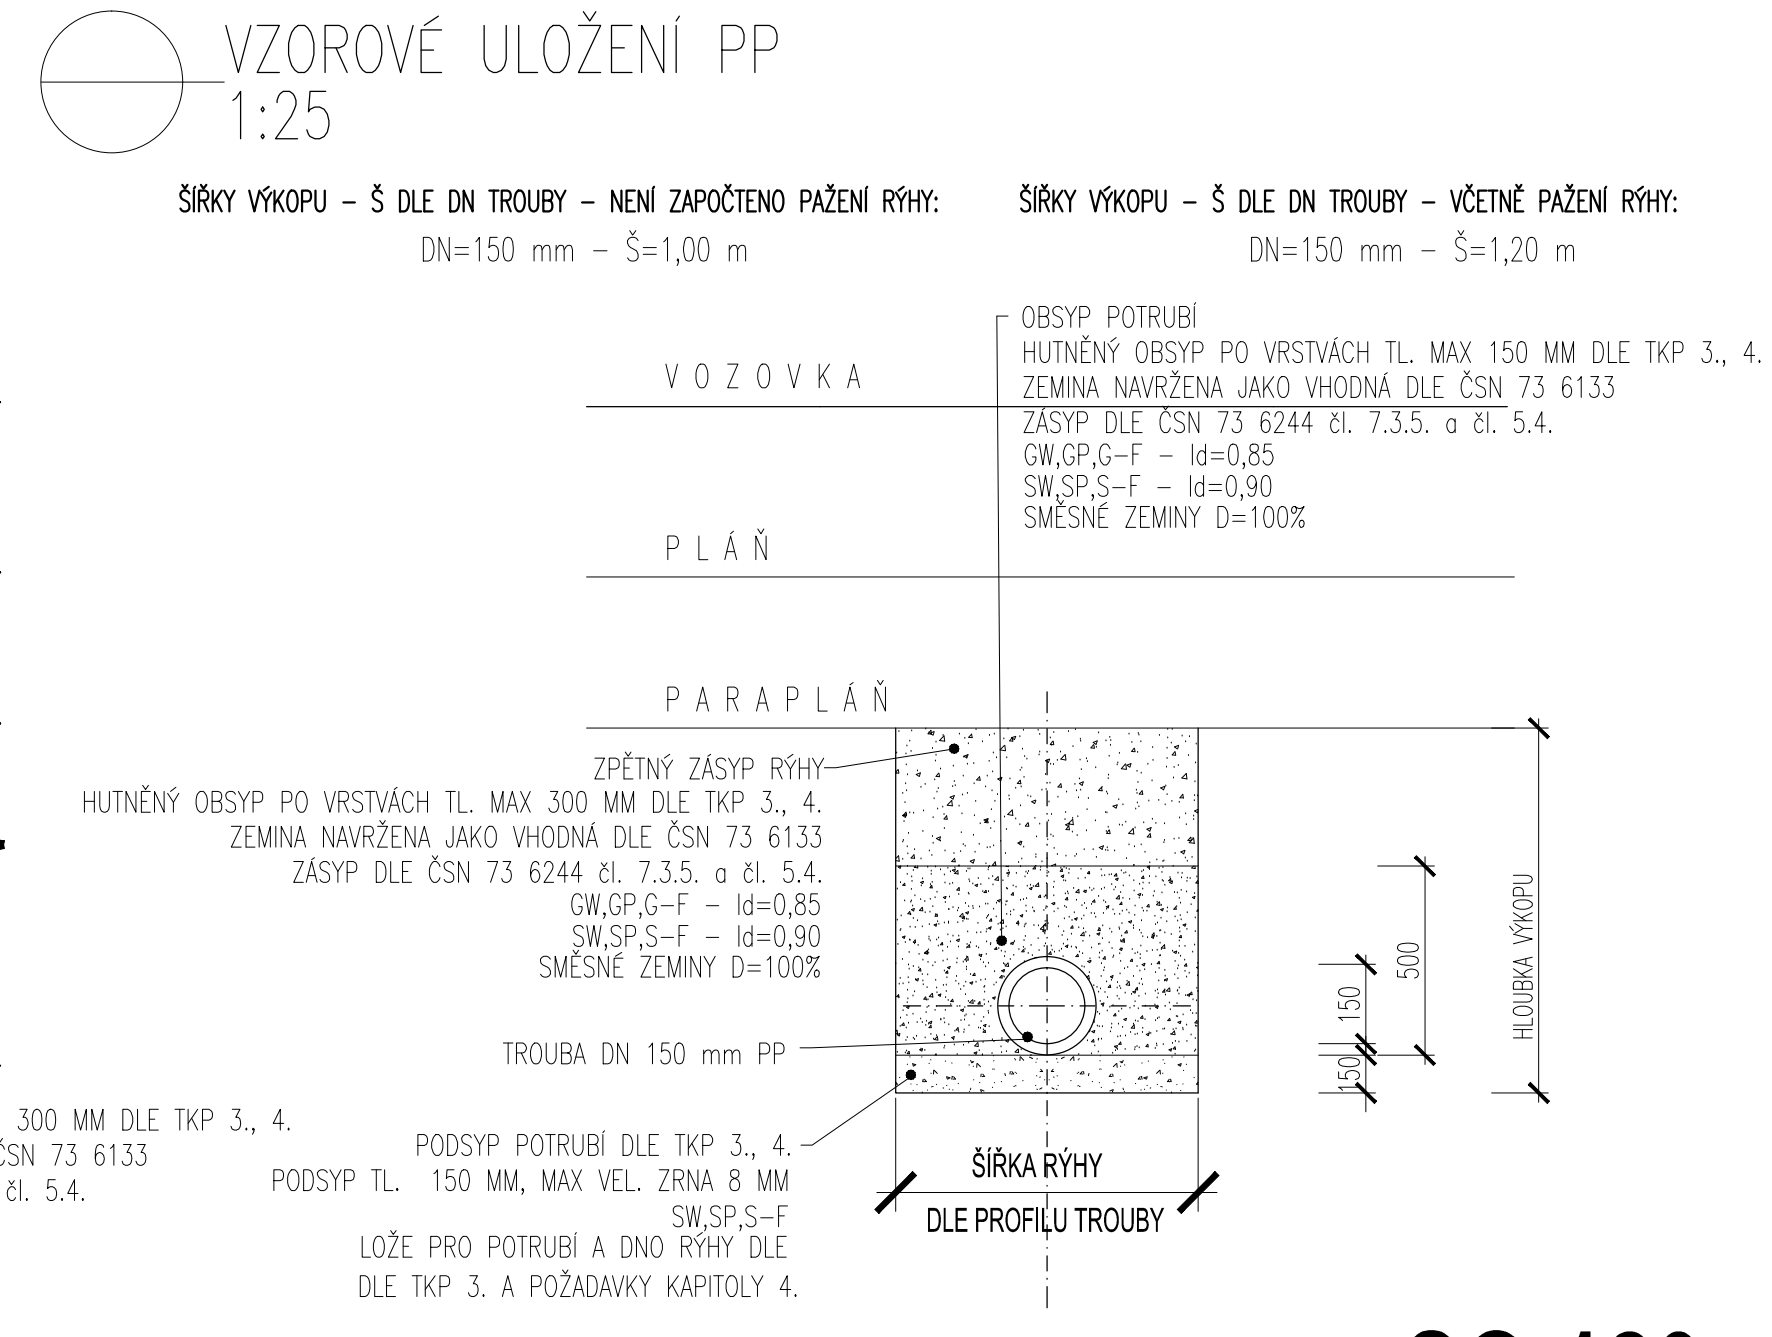 VZOROVÉ ULOŽENÍ PP
1:25
ŠÍŘKY VÝKOPU – Š DLE DN TROUBY – NENÍ ZAPOČTENO PAŽENÍ RÝHY:
DN=150 mm – Š=1,00 m
ŠÍŘKY VÝKOPU – Š DLE DN TROUBY – VČETNĚ PAŽENÍ RÝHY:
DN=150 mm – Š=1,20 m
OBSYP POTRUBÍ
HUTNĚNÝ OBSYP PO VRSTVÁCH TL. MAX 150 MM DLE TKP 3., 4.
ZEMINA NAVRŽENA JAKO VHODNÁ DLE ČSN 73 6133
ZÁSYP DLE ČSN 73 6244 čl. 7.3.5. a čl. 5.4.
GW,GP,G–F – Id=0,85
SW,SP,S–F – Id=0,90
SMĚSNÉ ZEMINY D=100%
VOZOVKA
PLÁŇ
PARAPLÁŇ
ZPĚTNÝ ZÁSYP RÝHY
HUTNĚNÝ OBSYP PO VRSTVÁCH TL. MAX 300 MM DLE TKP 3., 4.
ZEMINA NAVRŽENA JAKO VHODNÁ DLE ČSN 73 6133
ZÁSYP DLE ČSN 73 6244 čl. 7.3.5. a čl. 5.4.
GW,GP,G–F – Id=0,85
SW,SP,S–F – Id=0,90
SMĚSNÉ ZEMINY D=100%
TROUBA DN 150 mm PP
PODSYP POTRUBÍ DLE TKP 3., 4.
PODSYP TL. 150 MM, MAX VEL. ZRNA 8 MM
SW,SP,S–F
LOŽE PRO POTRUBÍ A DNO RÝHY DLE
DLE TKP 3. A POŽADAVKY KAPITOLY 4.
300 MM DLE TKP 3., 4.
ČSN 73 6133
čl. 5.4.
150
150
500
HLOUBKA VÝKOPU
ŠÍŘKA RÝHY
DLE PROFILU TROUBY